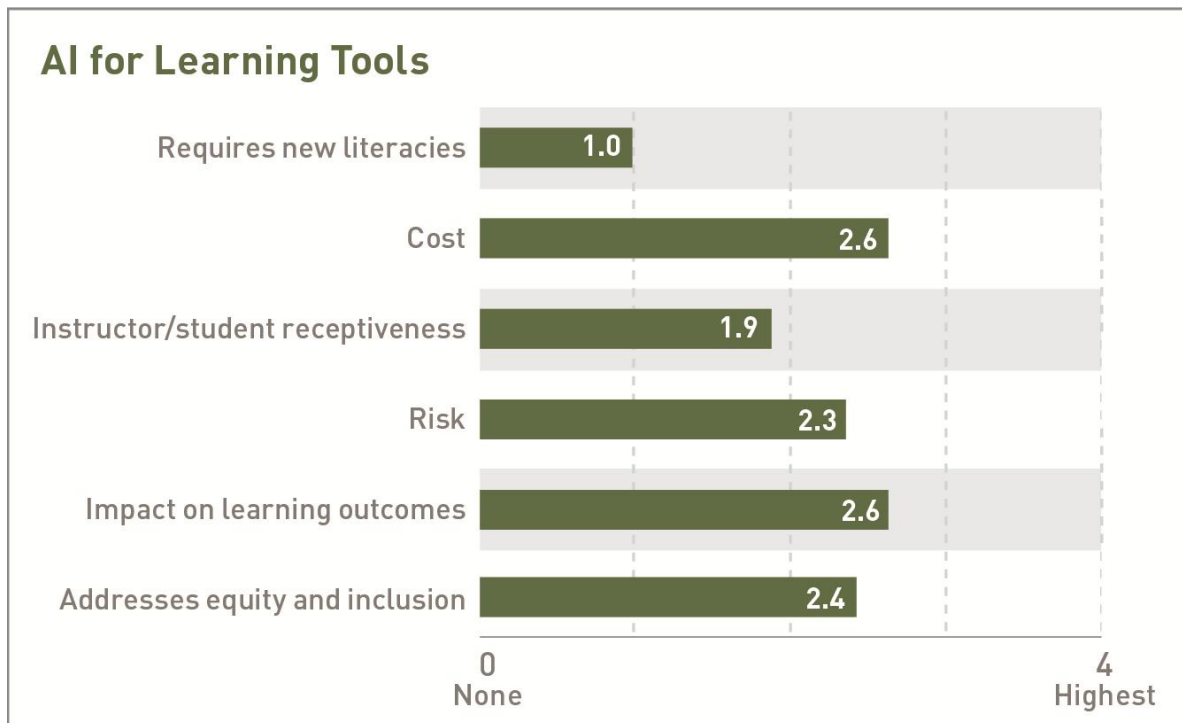 AI for Learning Tools
Requires new literacies
1.0
Cost
2.6
Instructor/student receptiveness
1.9
Risk
2.3
Impact on learning outcomes
2.6
Addresses equity and inclusion
2.4
0
4
None
Highest